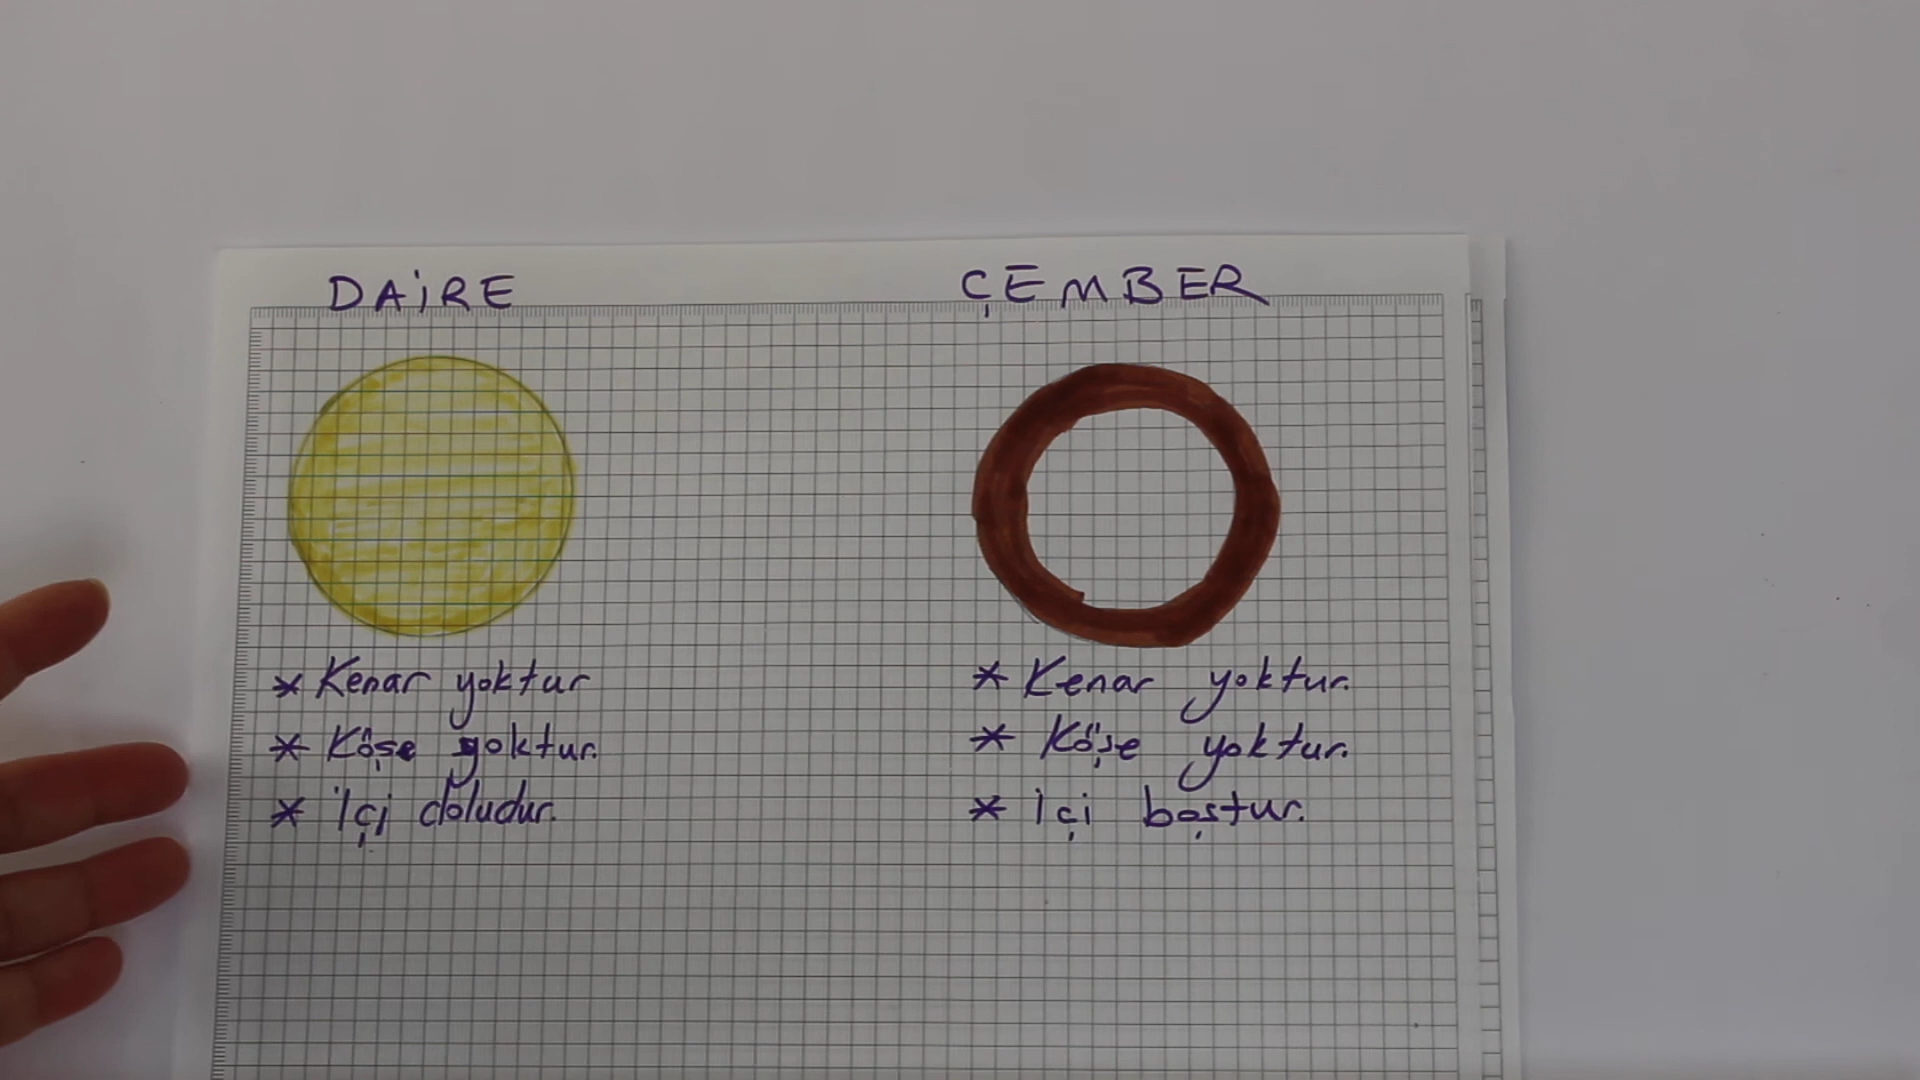 DAİRE
* Kenar yoktur
* Köşe yoktur.
* İçi doludur.
ÇEMBER
* Kenar yoktur.
* Köşe yoktur.
* İçi boştur.